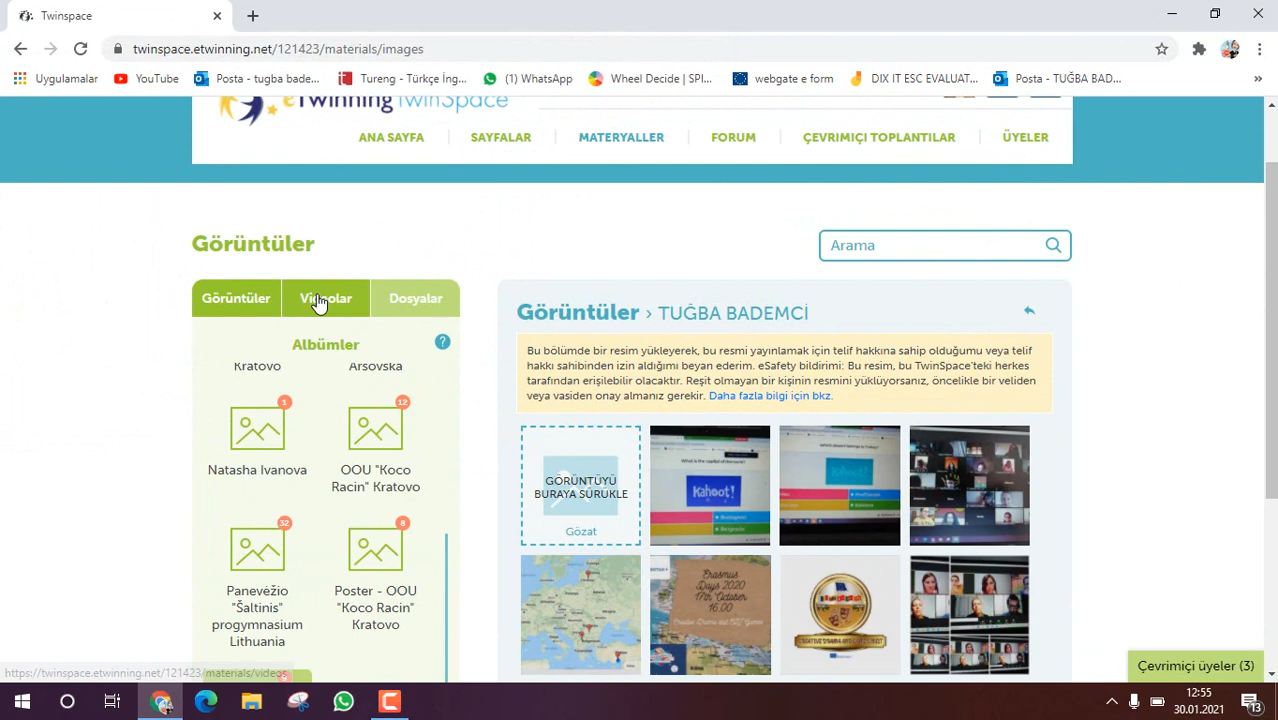 Twinspace
twinspace.etwinning.net/121423/materials/images
Uygulamalar
YouTube
Posta - tugba bade...
Tureng - Türkçe İng...
(1) WhatsApp
Wheel Decide | SPI...
webgate e form
DIX IT ESC EVALUAT...
Posta - TUĞBA BAD...
»
eTwinning TwinSpace
ANA SAYFA
SAYFALAR
MATERYALLER
FORUM
ÇEVRIMIÇI TOPLANTILAR
ÜYELER
Görüntüler
Arama
Görüntüler
Videolar
Dosyalar
Albümler
?
Kratovo
Arsovska
1
Natasha Ivanova
12
OOU "Koco
Racin" Kratovo
32
Panevėžio
"Šaltinis"
progymnasium
Lithuania
8
Poster - OOU
"Koco Racin"
Kratovo
Görüntüler › TUĞBA BADEMCİ
Bu bölümde bir resim yükleyerek, bu resmi yayınlamak için telif hakkına sahip olduğumu veya telif
hakkı sahibinden izin aldığımı beyan ederim. eSafety bildirimi: Bu resim, bu TwinSpace'teki herkes
tarafından erişilebilir olacaktır. Reşit olmayan bir kişinin resmini yüklüyorsanız, öncelikle bir veliden
veya vasiden onay almanız gerekir. Daha fazla bilgi için bkz.
GÖRÜNTÜYÜ
BURAYA SÜRÜKLE
Gözat
Kahoot!
Kahoot!
Erasmus
Days 2020
17th October
16.00
https://twinspace.etwinning.net/121423/materials/videos
Çevrimiçi üyeler (3)
12:55
30.01.2021
13